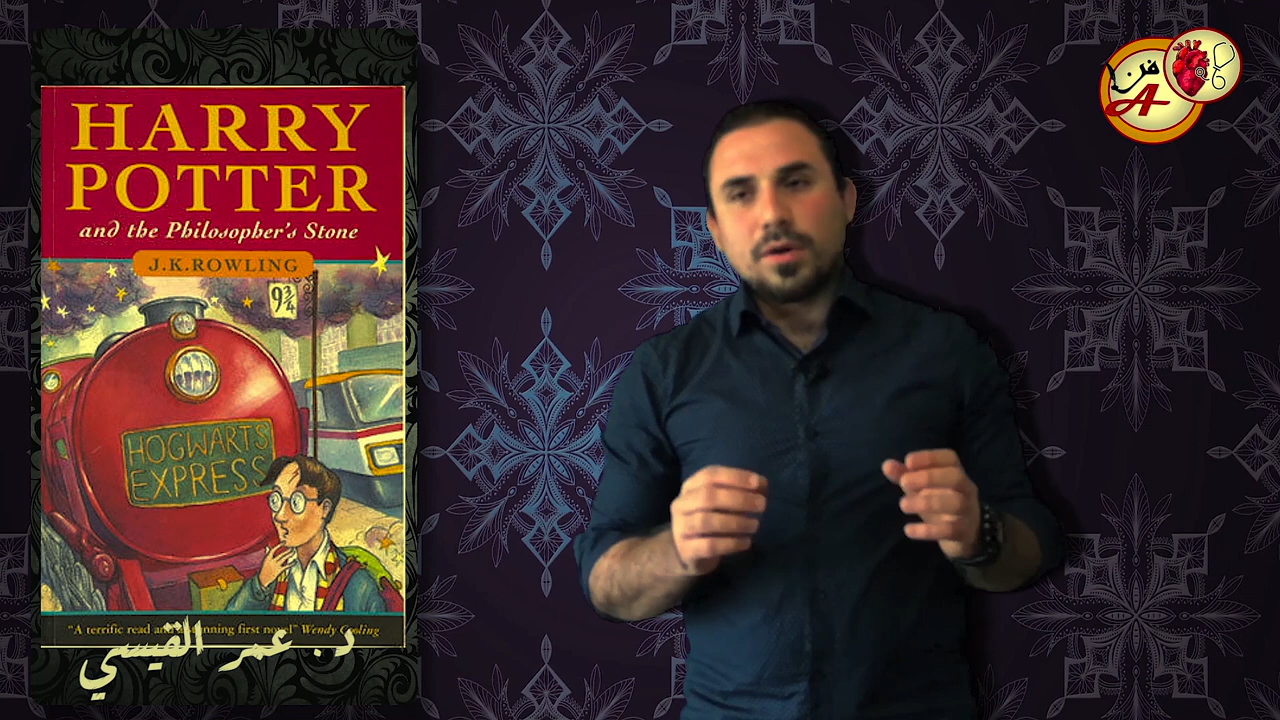 HARRY
POTTER
and the Philosopher's Stone
J.K.ROWLING
9¾
HOGWARTS
EXPRESS
"A terrific read and a stunning first novel" Wendy Cooling
د. عمر القيسي
A